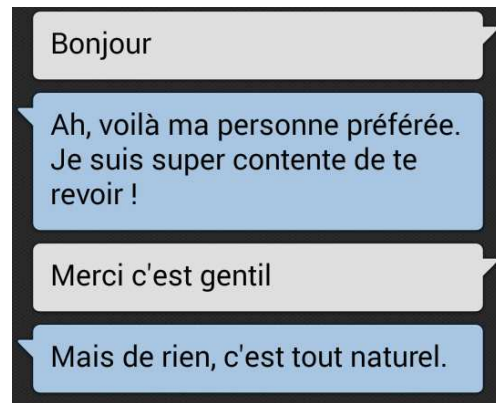 Bonjour
Ah, voilà ma personne préférée.
Je suis super contente de te
revoir !
Merci c'est gentil
Mais de rien, c'est tout naturel.